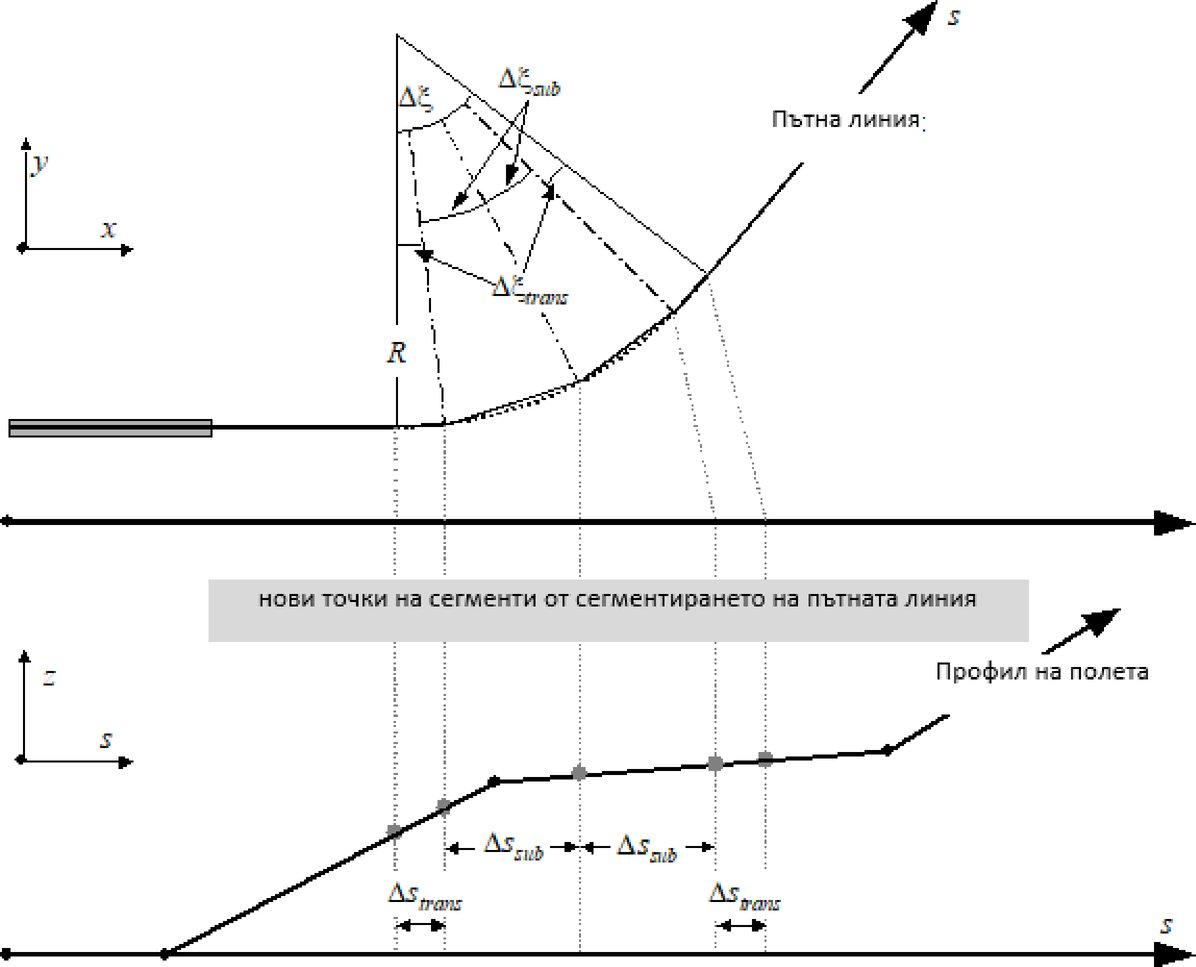 s
Δξ
Δξsub
Пътна линия:
y
x
Δξtrans
R
нови точки на сегменти от сегментирането на пътната линия
z
Профил на полета
s
Δssub
Δssub
Δstrans
Δstrans
s